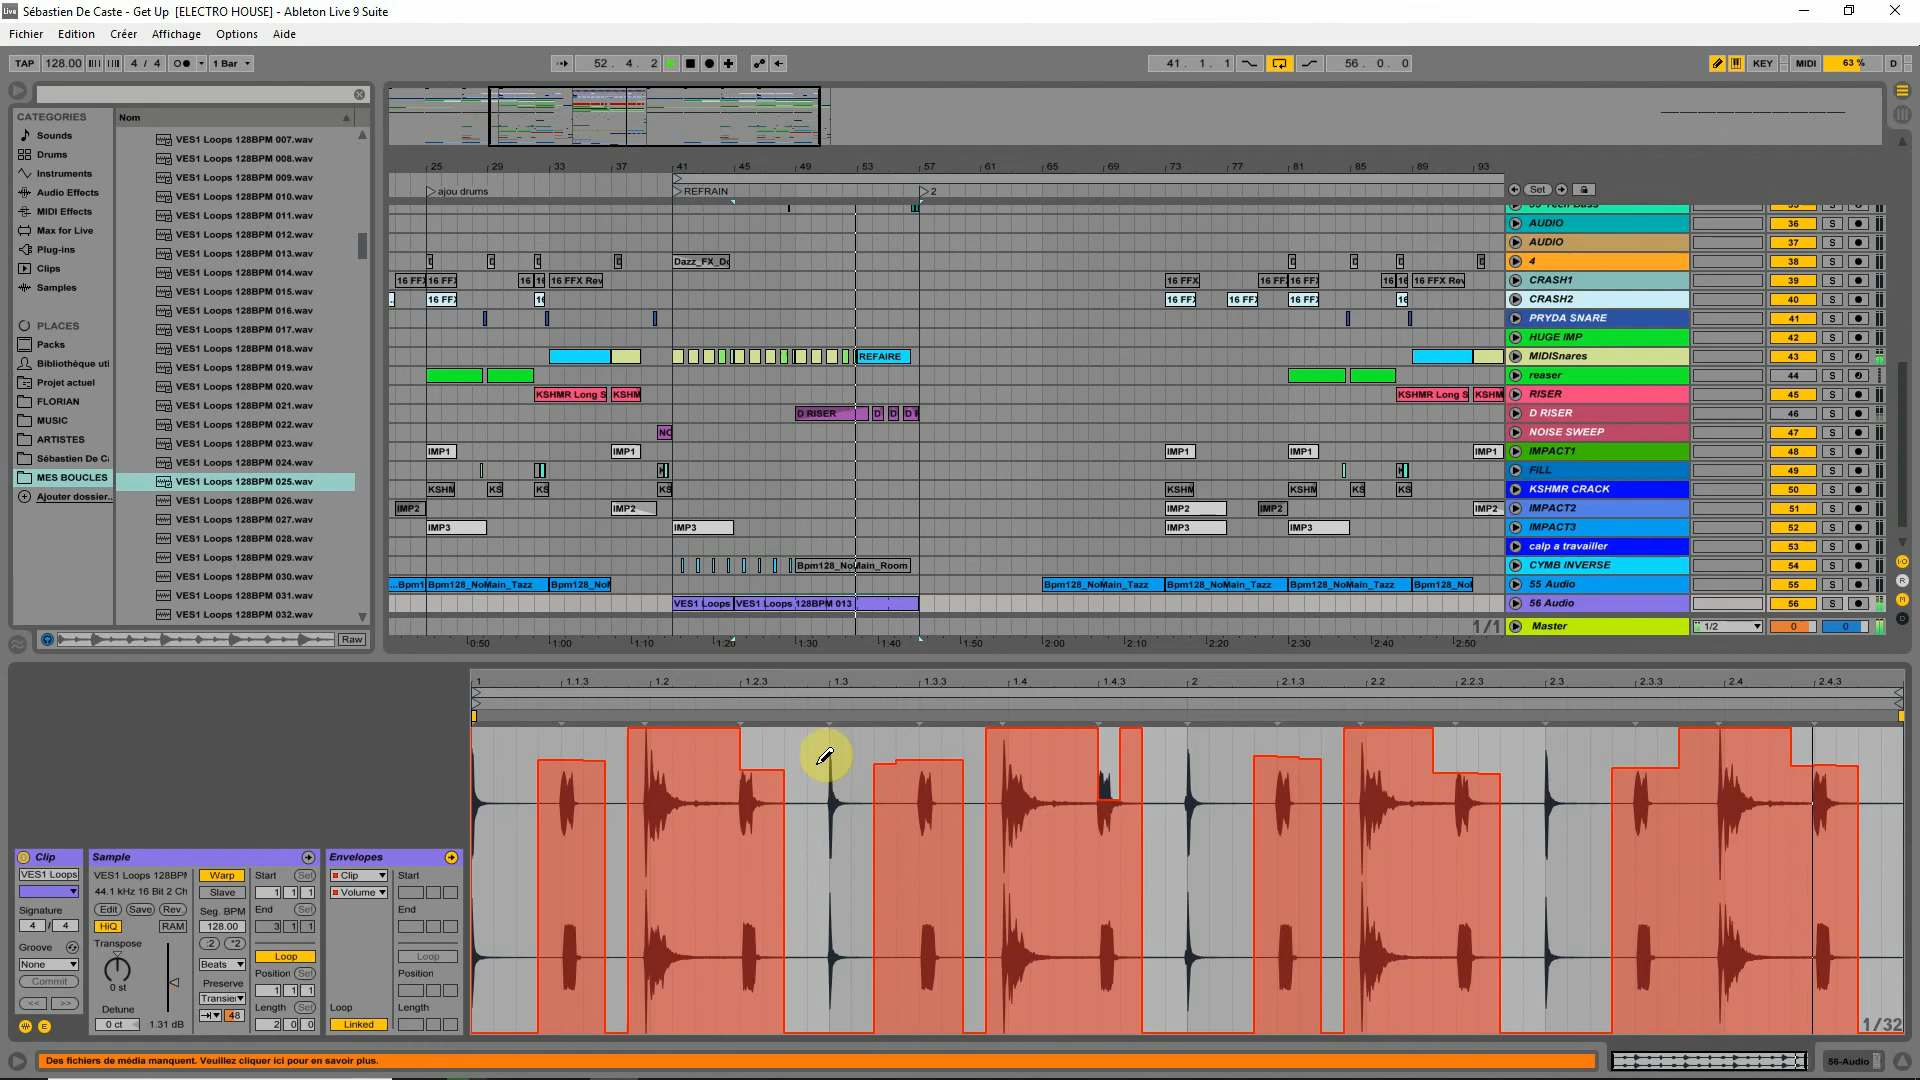 Sébastien De Caste - Get Up  [ELECTRO HOUSE] - Ableton Live 9 Suite
Fichier Edition Créer Affichage Options Aide
TAP 128.00 4 / 4 1 Bar 52. 4. 2 41. 1. 1 56. 0. 0 KEY MIDI 63 % D
CATEGORIES Nom
Sounds
Drums
Instruments
Audio Effects
MIDI Effects
Max for Live
Plug-ins
Clips
Samples
PLACES
Packs
Bibliothèque uti
Projet actuel
FLORIAN
MUSIC
ARTISTES
Sébastien De Ca
MES BOUCLES
Ajouter dossier..
VES1 Loops 128BPM 007.wav
VES1 Loops 128BPM 008.wav
VES1 Loops 128BPM 009.wav
VES1 Loops 128BPM 010.wav
VES1 Loops 128BPM 011.wav
VES1 Loops 128BPM 012.wav
VES1 Loops 128BPM 013.wav
VES1 Loops 128BPM 014.wav
VES1 Loops 128BPM 015.wav
VES1 Loops 128BPM 016.wav
VES1 Loops 128BPM 017.wav
VES1 Loops 128BPM 018.wav
VES1 Loops 128BPM 019.wav
VES1 Loops 128BPM 020.wav
VES1 Loops 128BPM 021.wav
VES1 Loops 128BPM 022.wav
VES1 Loops 128BPM 023.wav
VES1 Loops 128BPM 024.wav
VES1 Loops 128BPM 025.wav
VES1 Loops 128BPM 026.wav
VES1 Loops 128BPM 027.wav
VES1 Loops 128BPM 028.wav
VES1 Loops 128BPM 029.wav
VES1 Loops 128BPM 030.wav
VES1 Loops 128BPM 031.wav
VES1 Loops 128BPM 032.wav
Raw
25 29 33 37 41 45 49 53 57 61 65 69 73 77 81 85 89 93
ajou drums REFRAIN 2 Set
AUDIO 36 S
AUDIO 37 S
Dazz_FX_Do 4 38 S
16 FFX 16 FFX 16 16 16 FFX Rev 16 FFX 16 FFX 16 FFX 16 16 16 FFX Rev CRASH1 39 S
16 FFX 16 16 FFX 16 FFX 16 FFX 16 CRASH2 40 S
PRYDA SNARE 41 S
HUGE IMP 42 S
REFAIRE MIDISnares 43 S
reaser 44 S
KSHMR Long S KSHM KSHMR Long S KSHM RISER 45 S
D RISER D D D F D RISER 46 S
NO NOISE SWEEP 47 S
IMP1 IMP1 IMP1 IMP1 IMP1 IMPACT1 48 S
FILL 49 S
KSHM KS KS KS KSHM KSHM KS KS KSHMR CRACK 50 S
IMP2 IMP2 IMP2 IMP2 IMP2 IMPACT2 51 S
IMP3 IMP3 IMP3 IMP3 IMPACT3 52 S
calp a travailler 53 S
Bpm128_NoMain_Room CYMB INVERSE 54 S
...Bpm1 Bpm128_NoMain_Tazz Bpm128_NoM Bpm128_NoMain_Tazz Bpm128_NoMain_Tazz Bpm128_NoMain_Tazz Bpm128_NoM 55 Audio 55 S
VES1 Loops VES1 Loops 128BPM 013 56 Audio 56 S
1/1 Master 1/2 0 0
0:50 1:00 1:10 1:20 1:30 1:40 1:50 2:00 2:10 2:20 2:30 2:40 2:50
1 1.1.3 1.2 1.2.3 1.3 1.3.3 1.4 1.4.3 2 2.1.3 2.2 2.2.3 2.3 2.3.3 2.4 2.4.3
Clip
VES1 Loops
Signature
4 / 4
Groove
None
Commit
<< >>
Sample
VES1 Loops 128BPM
44.1 kHz 16 Bit 2 Ch
Edit Save Rev.
HiQ RAM
Transpose
0 st
Detune
0 ct 1.31 dB
Warp
Slave
Seg. BPM
128.00
:2 *2
Beats
Preserve
Transien
48
Start Set
1 1 1
End Set
3 1 1
Loop
Position Set
1 1 1
Length Set
2 0 0
Envelopes
Clip
Volume
Loop
Linked
Start
End
Loop
Position
Length
1/32
Des fichiers de média manquent. Veuillez cliquer ici pour en savoir plus.
56-Audio